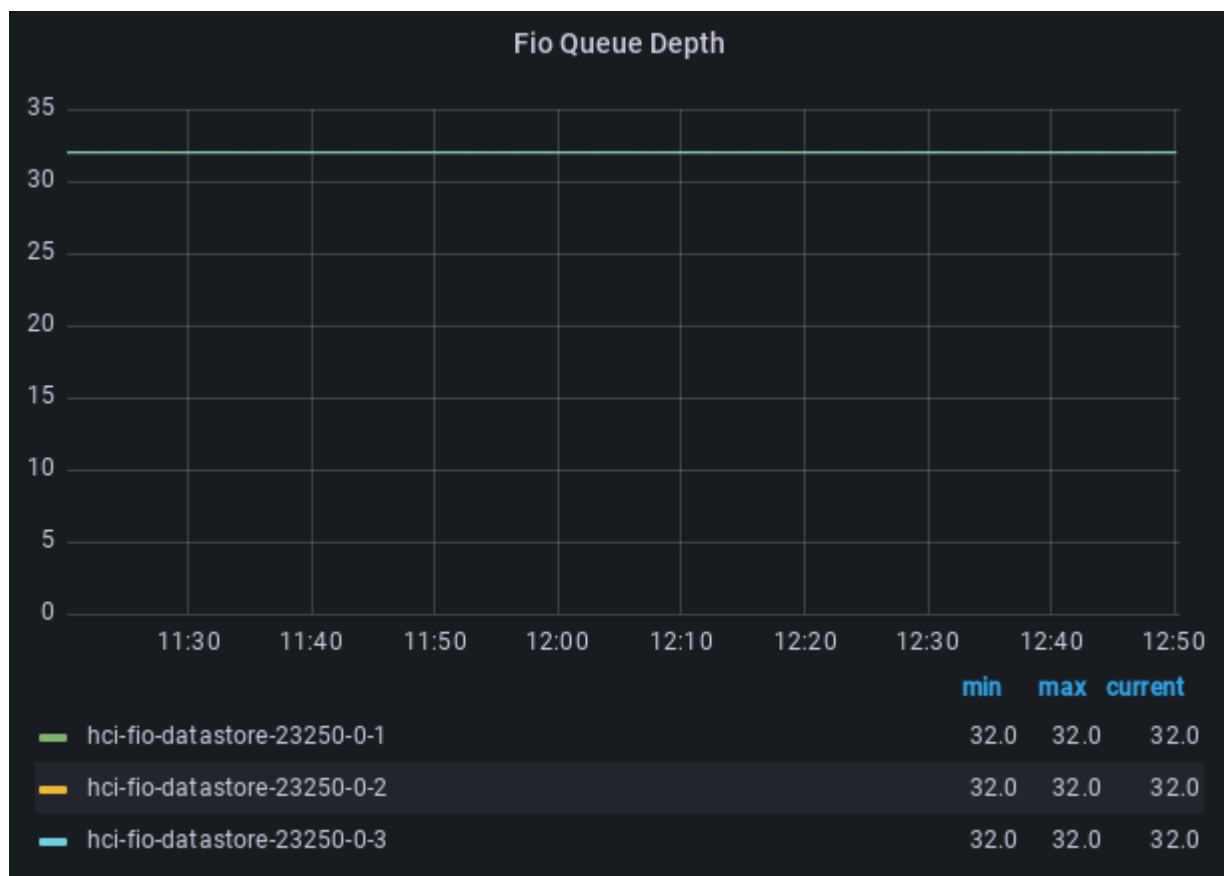 Fio Queue Depth
35
30
25
20
15
10
5
0
11:30 11:40 11:50 12:00 12:10 12:20 12:30 12:40 12:50
min max current
hci-fio-datastore-23250-0-1 32.0 32.0 32.0
hci-fio-datastore-23250-0-2 32.0 32.0 32.0
hci-fio-datastore-23250-0-3 32.0 32.0 32.0